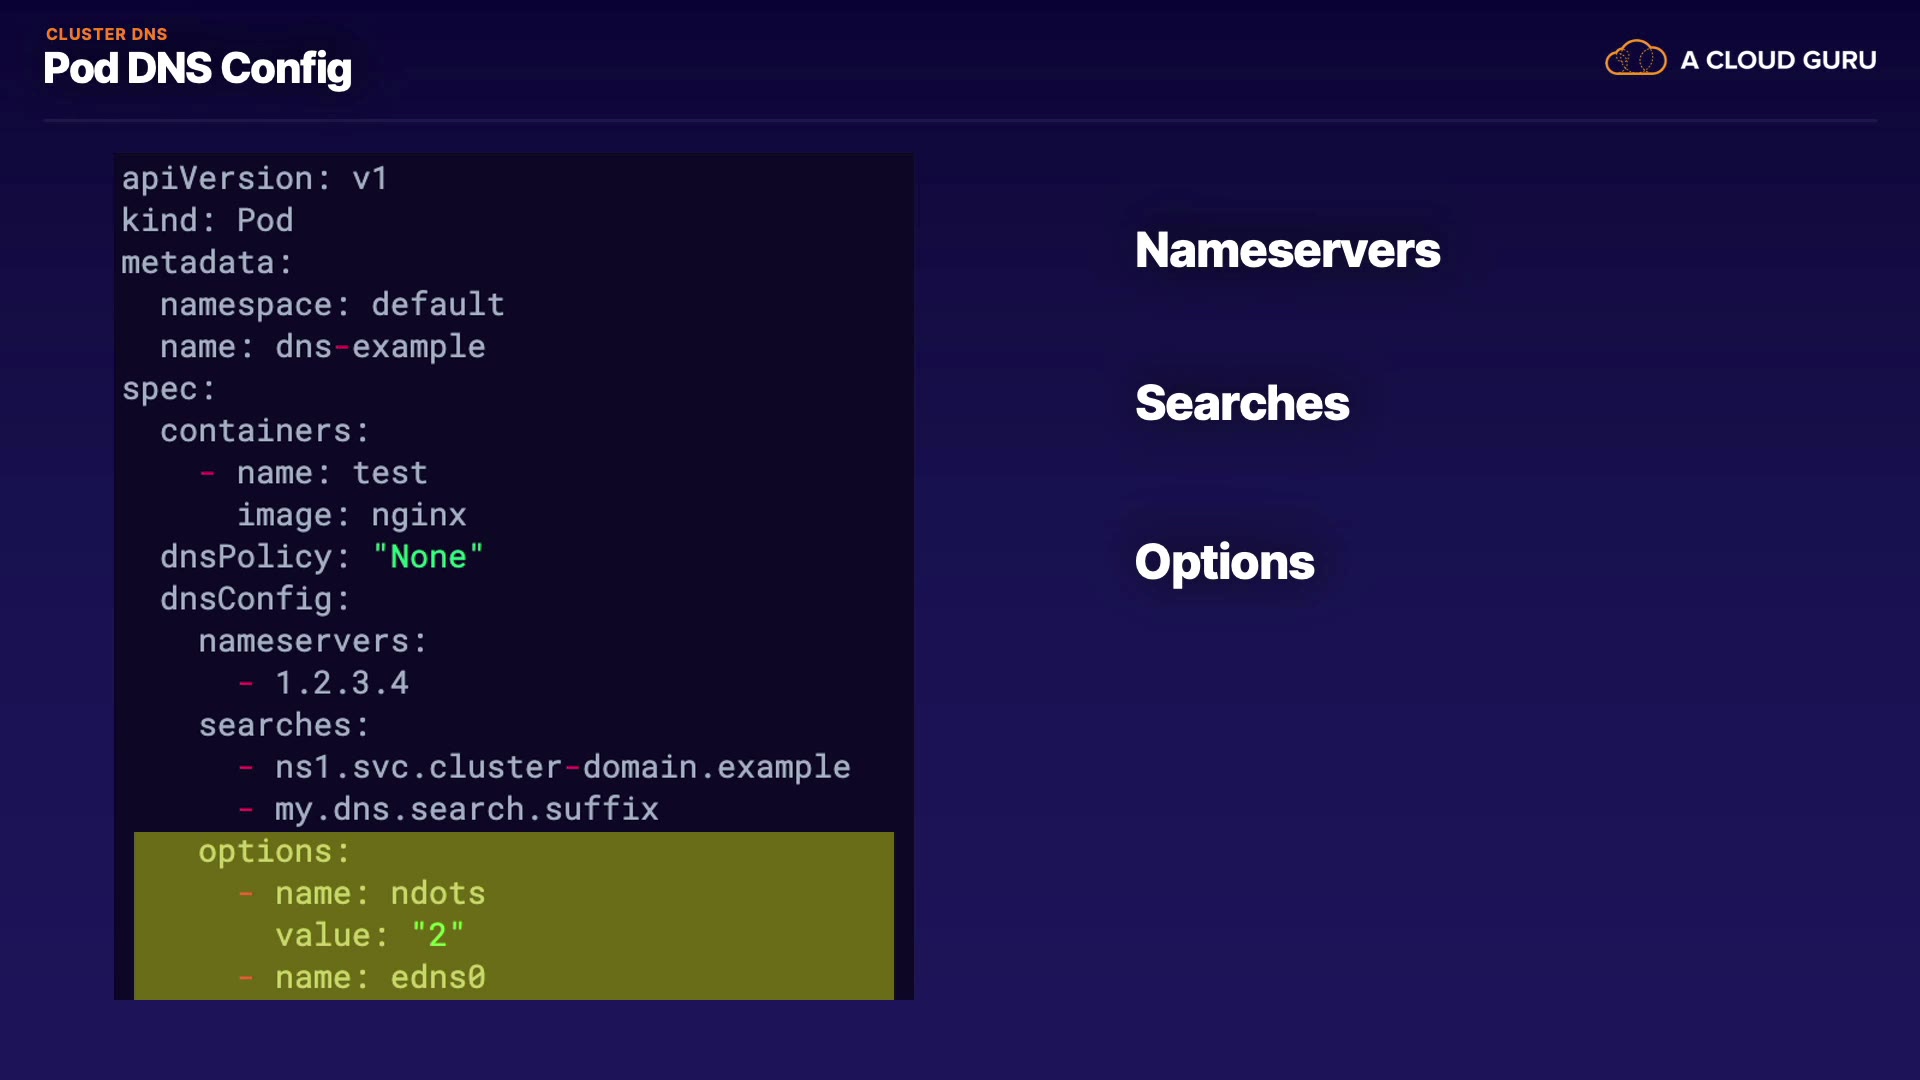 CLUSTER DNS
Pod DNS Config
A CLOUD GURU
apiVersion: v1
kind: Pod
metadata:
  namespace: default
  name: dns-example
spec:
  containers:
    - name: test
      image: nginx
  dnsPolicy: "None"
  dnsConfig:
    nameservers:
      - 1.2.3.4
    searches:
      - ns1.svc.cluster-domain.example
      - my.dns.search.suffix
    options:
      - name: ndots
        value: "2"
      - name: edns0
Nameservers
Searches
Options